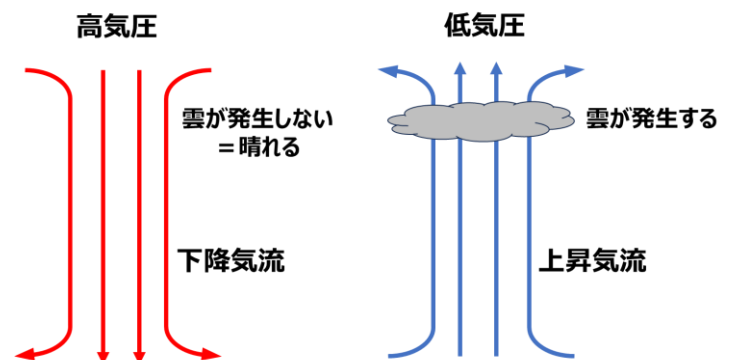 高気圧
低気圧
雲が発生しない
＝晴れる
雲が発生する
下降気流
上昇気流